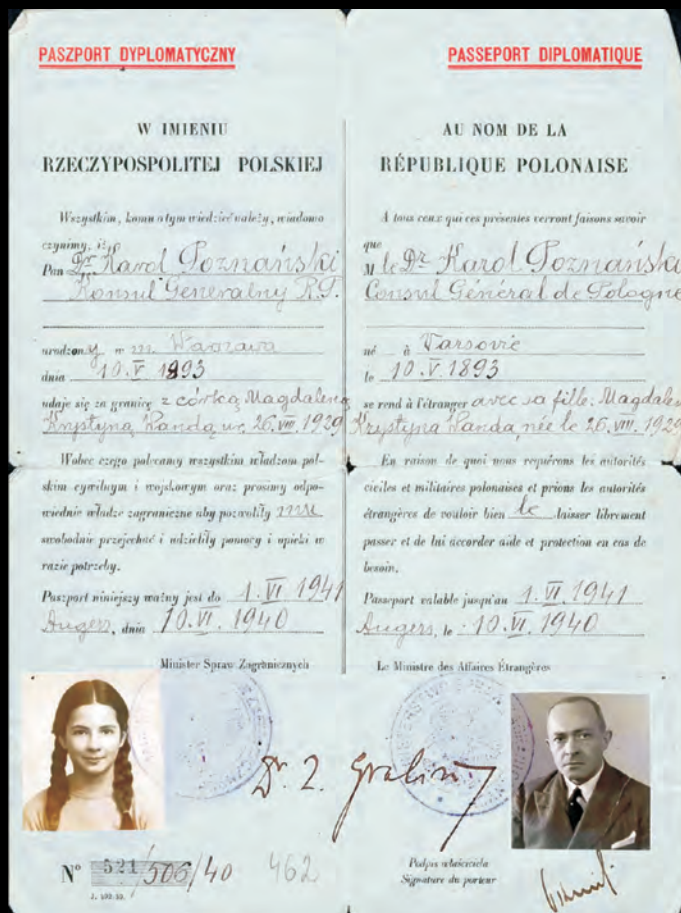 PASZPORT DYPLOMATYCZNY
W IMIENIU
RZECZYPOSPOLITEJ POLSKIEJ
Wszystkim, komu o tym wiedzieć należy, wiadomo
czynimy, iż
Pan Dr. Karol Poznański
Konsul Generalny R.P.
urodzony w m. Warszawa
dnia 10.V.1893
udaje się za granicę z córką Magdaleną
Krystyną Wandą ur. 26.VIII.1929
Wobec czego polecamy wszystkim władzom pol-
skim cywilnym i wojskowym oraz prosimy odpo-
wiednie władze zagraniczne aby pozwoliły mu
swobodnie przejechać i udzieliły pomocy i opieki w
razie potrzeby.
Paszport niniejszy ważny jest do 1.VI.1941
Angers, dnia 10.VI.1940
Minister Spraw Zagranicznych
PASSEPORT DIPLOMATIQUE
AU NOM DE LA
RÉPUBLIQUE POLONAISE
A tous ceux qui ces présentes verront faisons savoir
que
M le Dr. Karol Poznański
Consul Général de Pologne
né à Varsovie
le 10.V.1893
se rend à l'étranger avec sa fille: Magdalen
Krystyna Wanda, née le 26.VIII.1929
En raison de quoi nous requérons les autorités
civiles et militaires polonaises et prions les autorités
étrangères de vouloir bien le laisser librement
passer et de lui accorder aide et protection en cas de
besoin.
Passeport valable jusqu'au 1.VI.1941
Angers, le 10.VI.1940
Le Ministre des Affaires Étrangères
Dr. Z.
Nº 521/506/40 462
Podpis właściciela
Signature du porteur